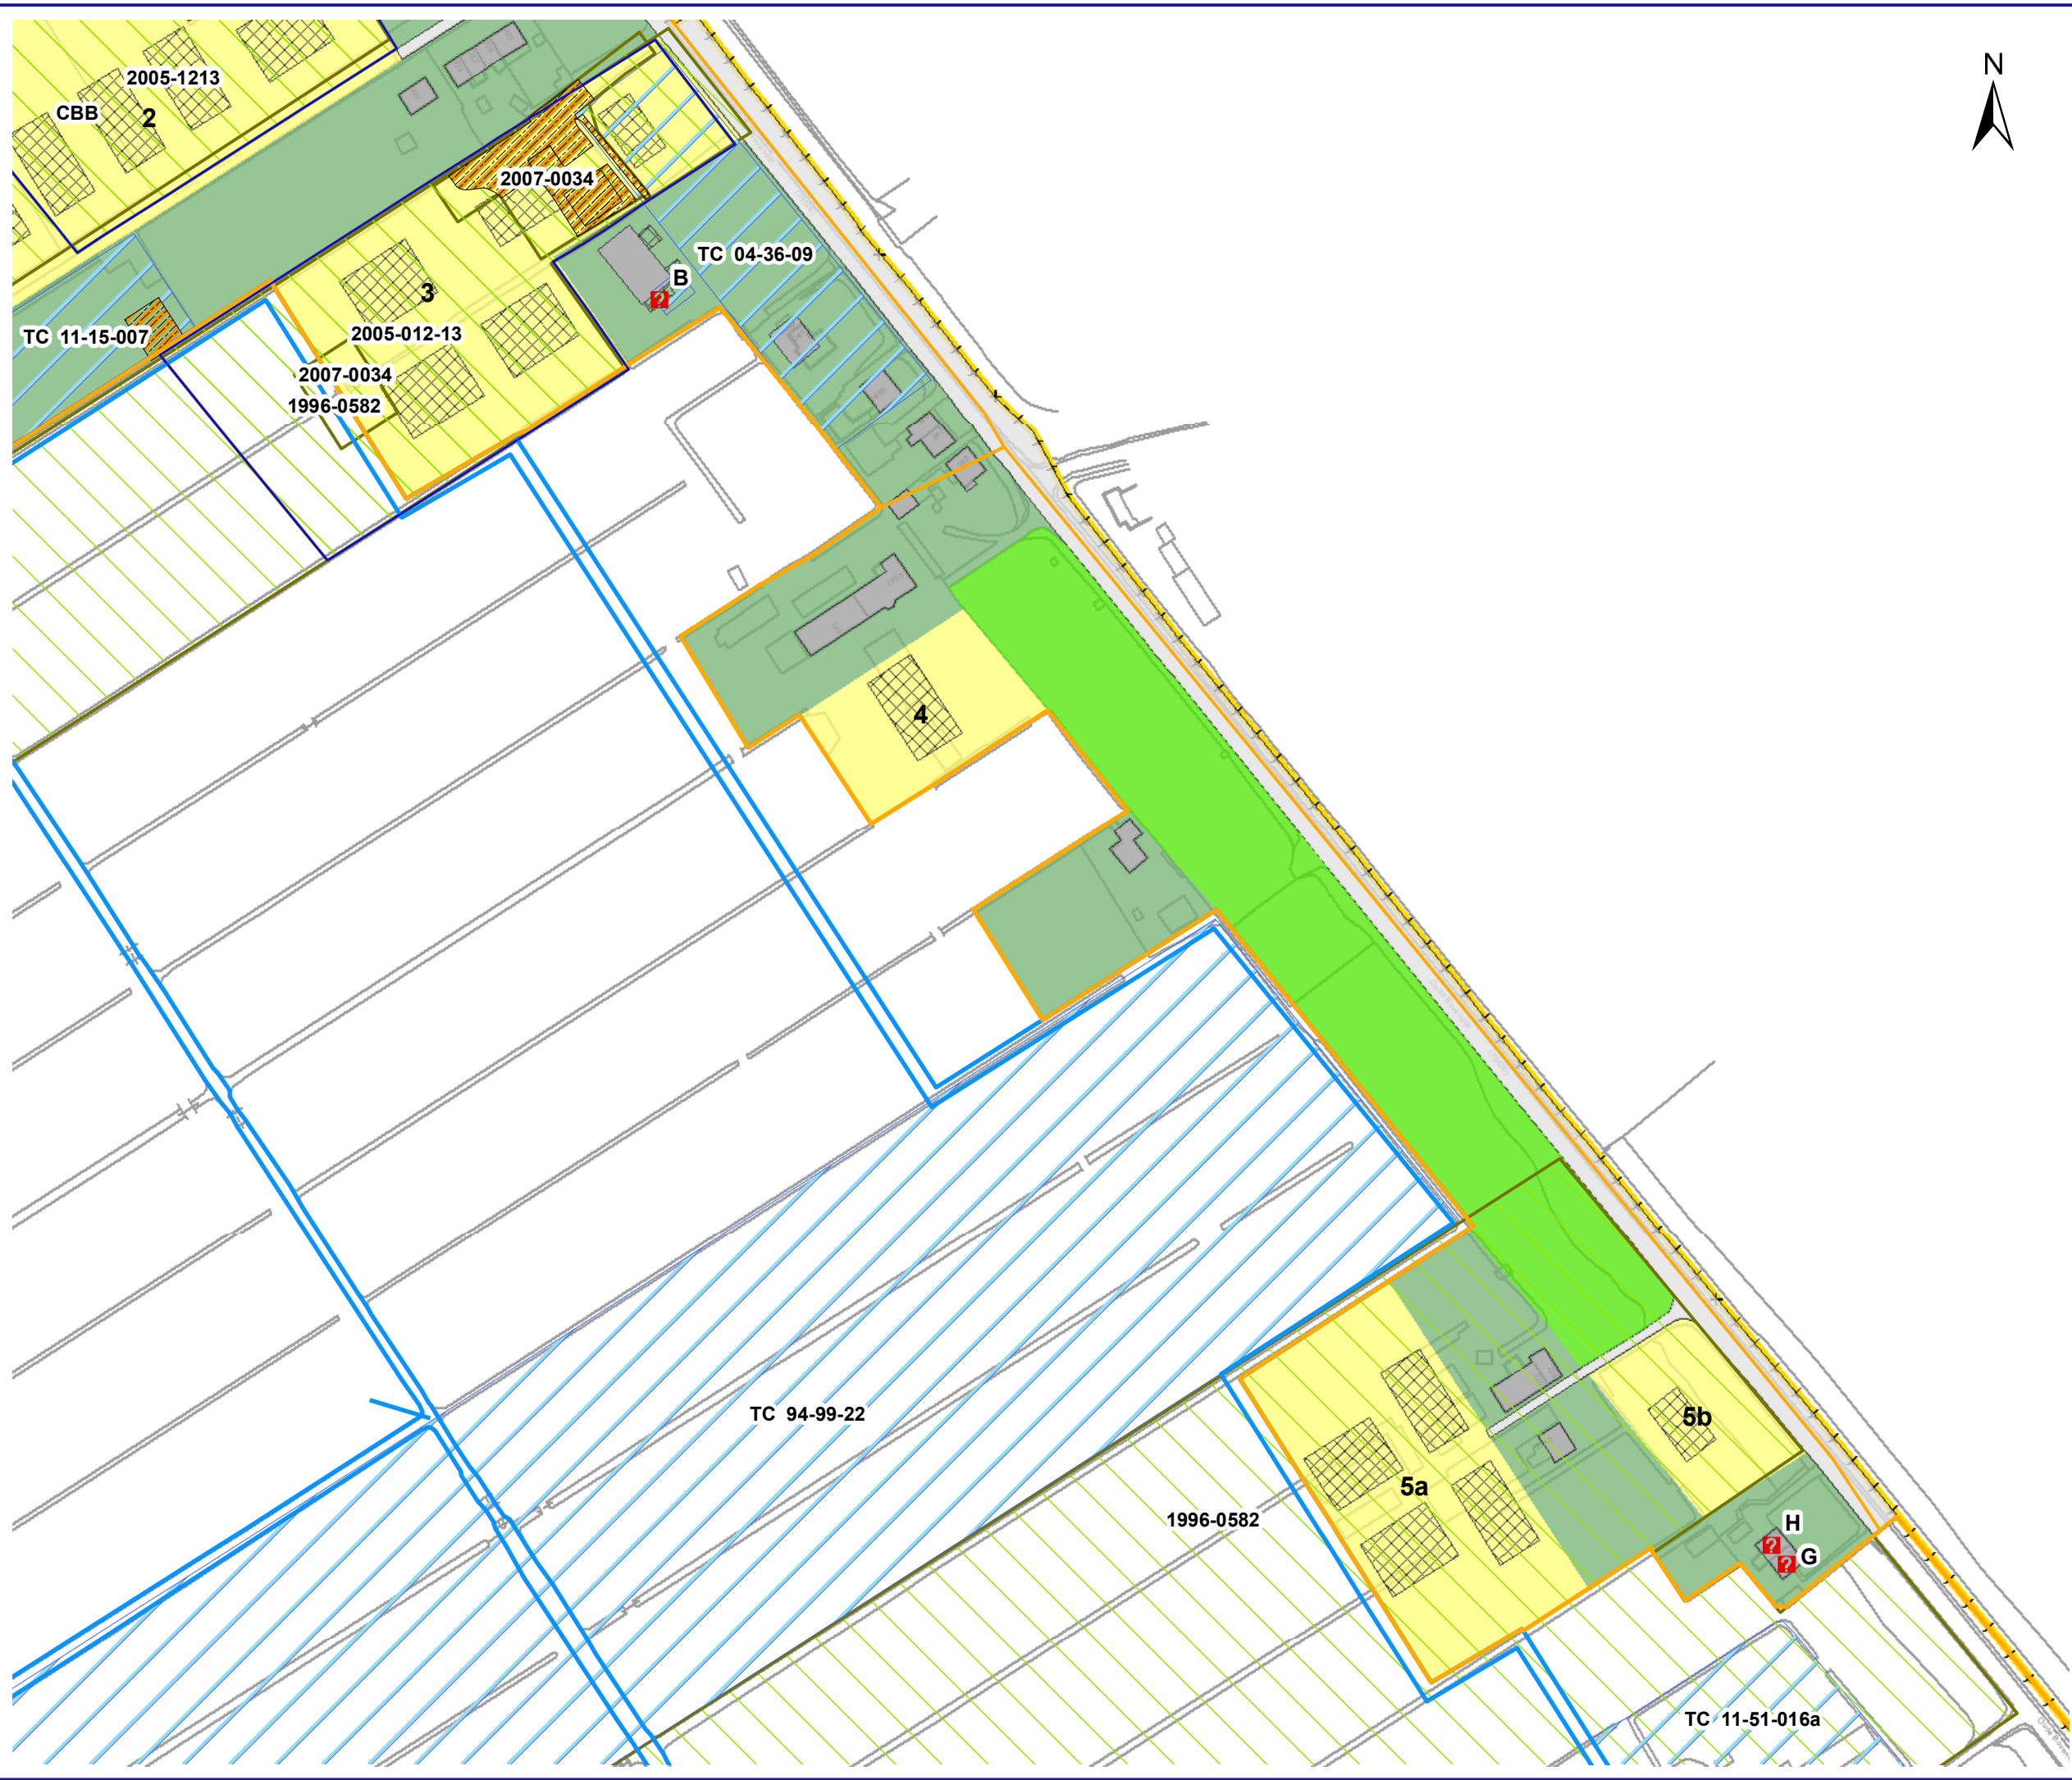 N
2005-1213
CBB
2
2007-0034
TC 04-36-09
B
?
3
TC 11-15-007
2005-012-13
2007-0034
1996-0582
4
TC 94-99-22
5b
5a
1996-0582
H
?
G
?
TC 11-51-016a